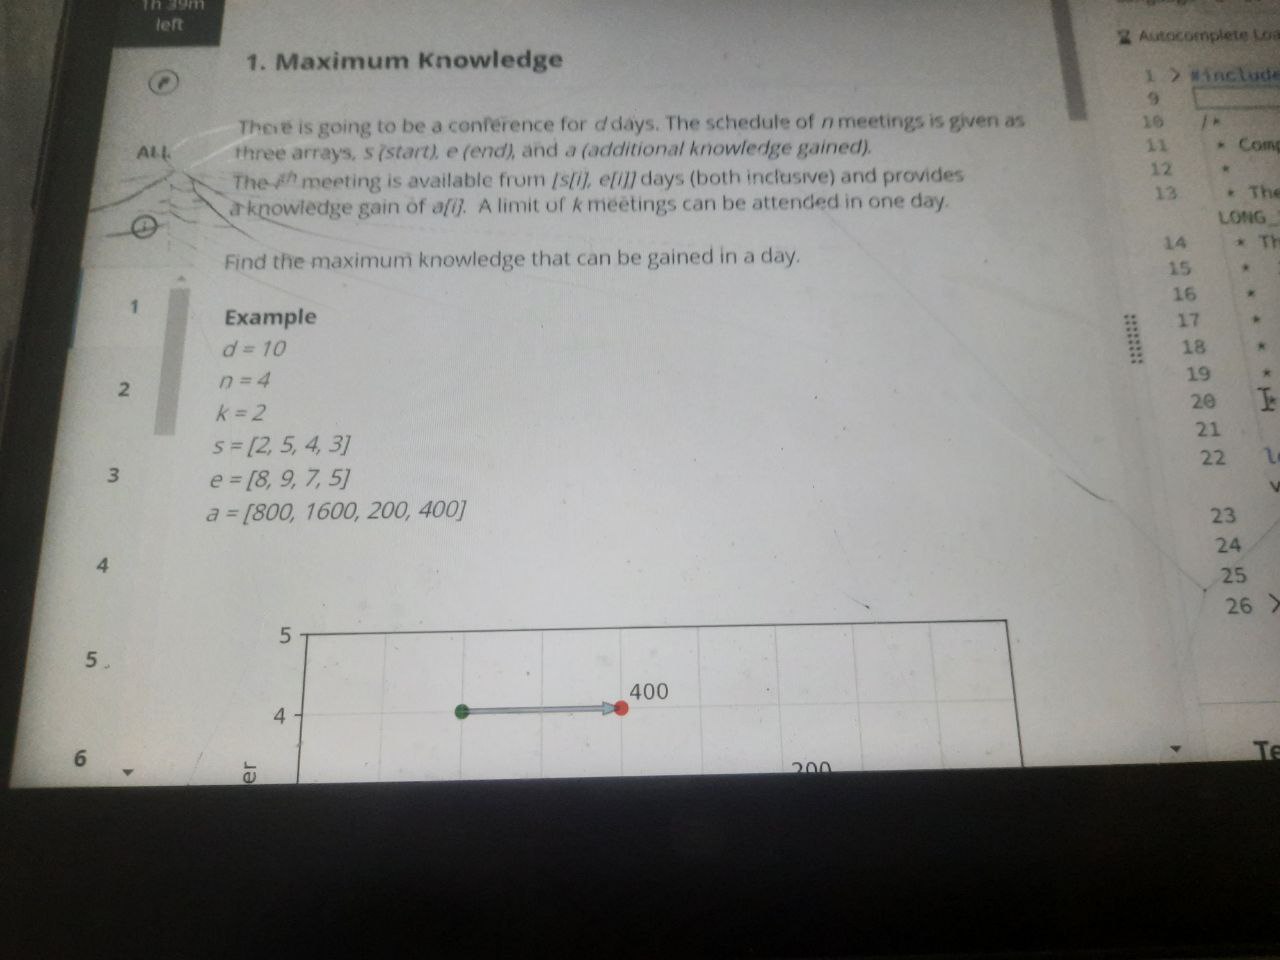 1h 39m
left
1. Maximum Knowledge
There is going to be a conference for d days. The schedule of n meetings is given as
three arrays, s (start), e (end), and a (additional knowledge gained).
The ith meeting is available from [s[i], e[i]] days (both inclusive) and provides
a knowledge gain of a[i]. A limit of k meetings can be attended in one day.
Find the maximum knowledge that can be gained in a day.
Example
d = 10
n = 4
k = 2
s = [2, 5, 4, 3]
e = [8, 9, 7, 5]
a = [800, 1600, 200, 400]
5
400
4
200
er
ALL
1
2
3
4
5
6
Autocomplete Loa
1 > #include
9
10 /*
11 * Comp
12 *
13 * The
LONG_
14 * Th
15 *
16 *
17 *
18 *
19 *
20 *
21
22 l
v
23
24
25
26 >
Te